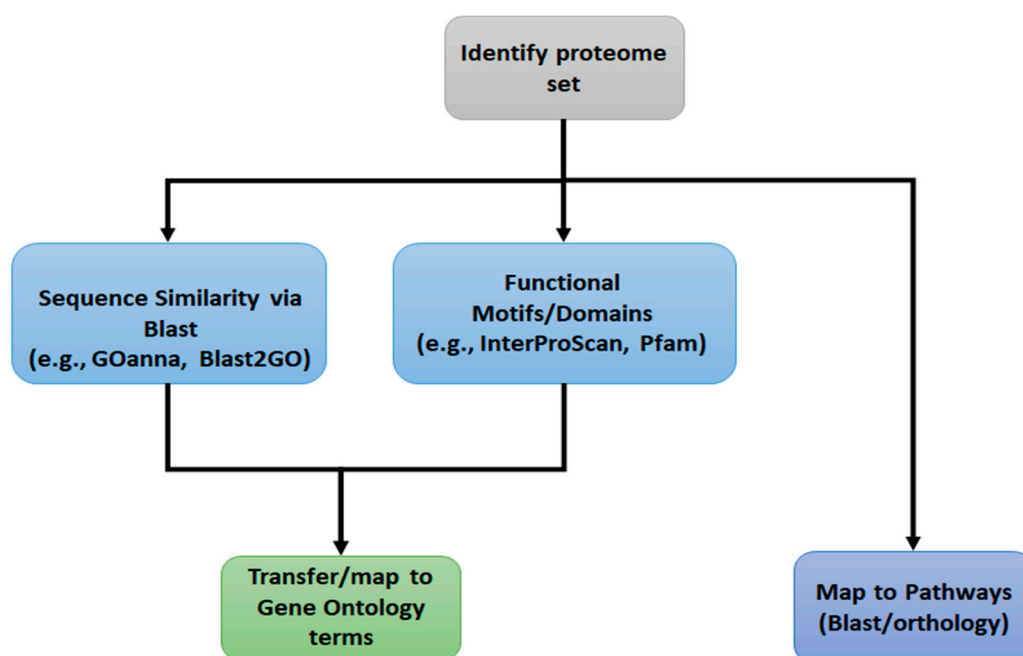 Identify proteome
set
Sequence Similarity via
Blast
(e.g., GOanna, Blast2GO)
Functional
Motifs/Domains
(e.g., InterProScan, Pfam)
Transfer/map to
Gene Ontology
terms
Map to Pathways
(Blast/orthology)